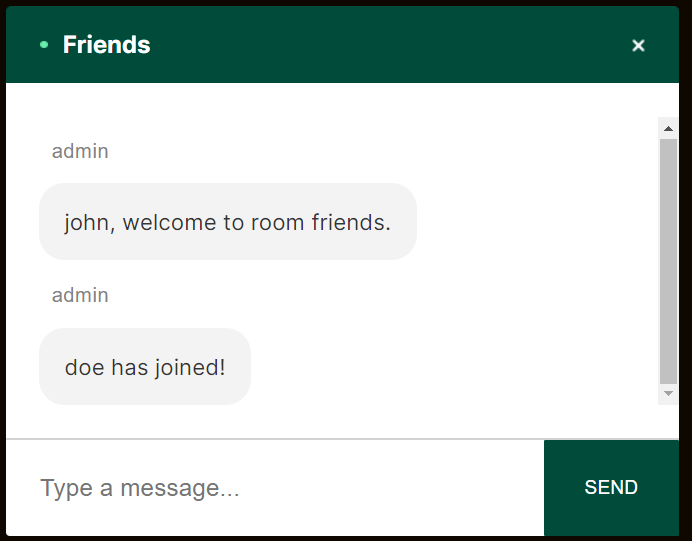 Friends
admin
john, welcome to room friends.
admin
doe has joined!
Type a message...
SEND